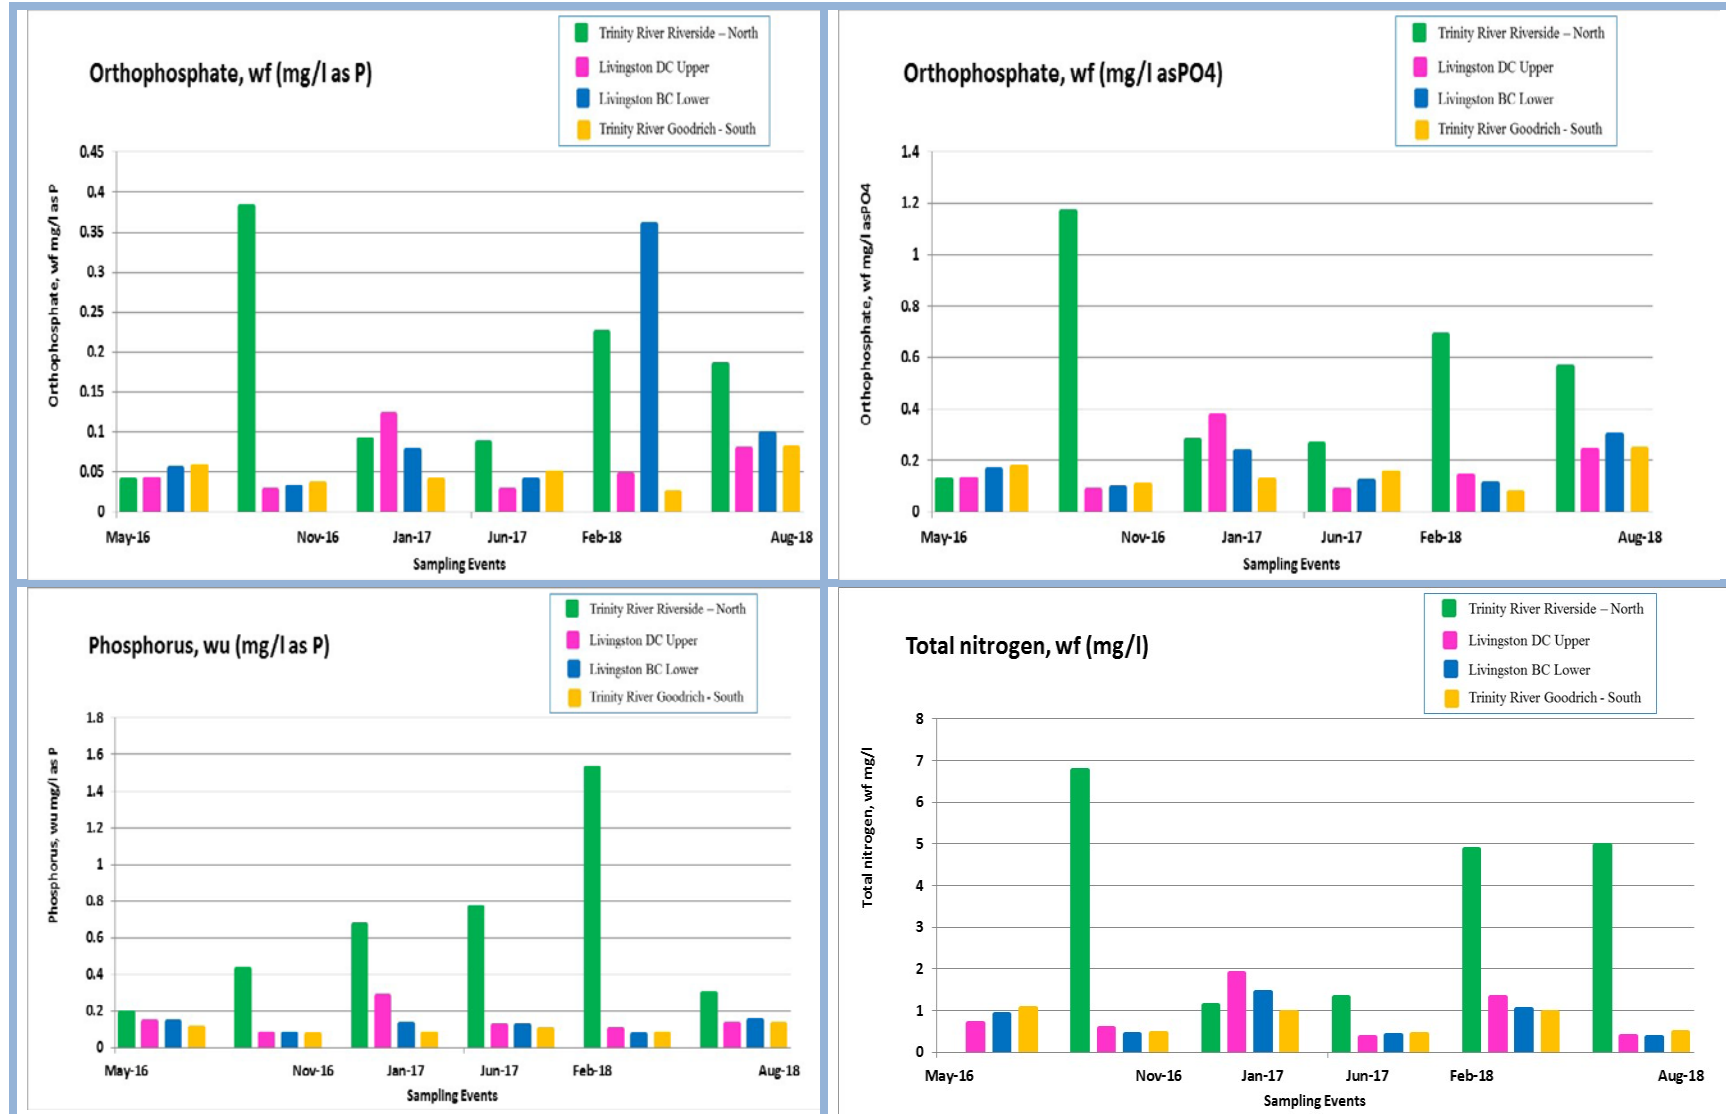 Trinity River Riverside – North
Livingston DC Upper
Livingston BC Lower
Trinity River Goodrich - South
Orthophosphate, wf (mg/l as P)
Orthophosphate, wf mg/l as P
0.45
0.4
0.35
0.3
0.25
0.2
0.15
0.1
0.05
0
May-16 Nov-16 Jan-17 Jun-17 Feb-18 Aug-18
Sampling Events
Trinity River Riverside – North
Livingston DC Upper
Livingston BC Lower
Trinity River Goodrich - South
Orthophosphate, wf (mg/l asPO4)
Orthophosphate, wf mg/l asPO4
1.4
1.2
1
0.8
0.6
0.4
0.2
0
May-16 Nov-16 Jan-17 Jun-17 Feb-18 Aug-18
Sampling Events
Trinity River Riverside – North
Livingston DC Upper
Livingston BC Lower
Trinity River Goodrich - South
Phosphorus, wu (mg/l as P)
Phosphorus, wu mg/l as P
1.8
1.6
1.4
1.2
1
0.8
0.6
0.4
0.2
0
May-16 Nov-16 Jan-17 Jun-17 Feb-18 Aug-18
Sampling Events
Trinity River Riverside – North
Livingston DC Upper
Livingston BC Lower
Trinity River Goodrich - South
Total nitrogen, wf (mg/l)
Total nitrogen, wf mg/l
8
7
6
5
4
3
2
1
0
May-16 Nov-16 Jan-17 Jun-17 Feb-18 Aug-18
Sampling Events